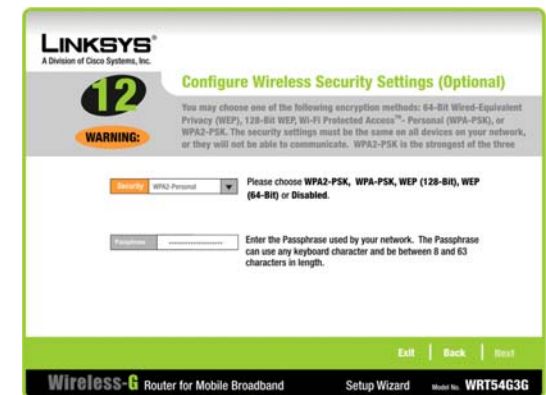 LINKSYS®
A Division of Cisco Systems, Inc.
12
WARNING:
Configure Wireless Security Settings (Optional)
You may choose one of the following encryption methods: 64-Bit Wired-Equivalent
Privacy (WEP), 128-Bit WEP, Wi-Fi Protected Access™- Personal (WPA-PSK), or
WPA2-PSK. The security settings must be the same on all devices on your network,
or they will not be able to communicate. WPA2-PSK is the strongest of the three
Security WPA2-Personal
Please choose WPA2-PSK, WPA-PSK, WEP (128-Bit), WEP
(64-Bit) or Disabled.
Passphrase
Enter the Passphrase used by your network. The Passphrase
can use any keyboard character and be between 8 and 63
characters in length.
Exit | Back | Next
Wireless-G Router for Mobile Broadband Setup Wizard Model No. WRT54G3G